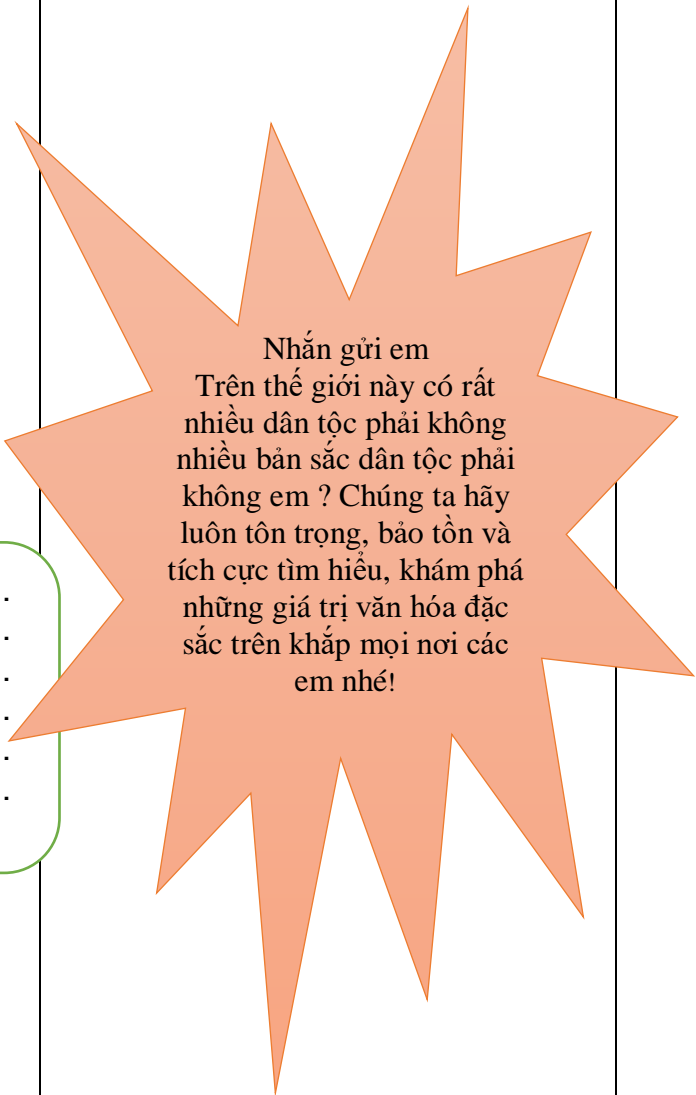 Nhắn gửi em
Trên thế giới này có rất
nhiều dân tộc phải không
nhiều bản sắc dân tộc phải
không em ? Chúng ta hãy
luôn tôn trọng, bảo tồn và
tích cực tìm hiểu, khám phá
những giá trị văn hóa đặc
sắc trên khắp mọi nơi các
em nhé!